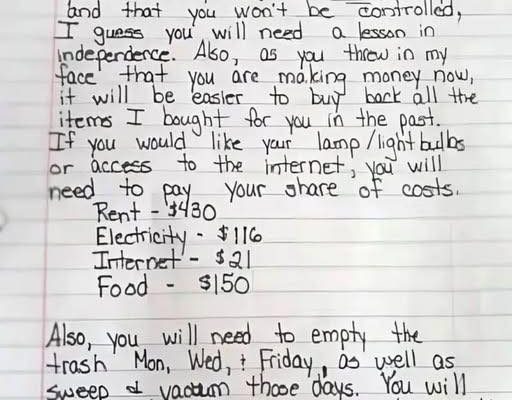 and that you won't be controlled,
I guess you will need a lesson in
independence. Also, as you threw in my
face that you are making money now,
it will be easier to buy back all the
items I bought for you in the past.
If you would like your lamp/lightbulbs
or access to the internet, you will
need to pay your share of costs.
Rent - $430
Electricity - $116
Internet - $21
Food - $150
Also, you will need to empty the
trash Mon, Wed, + Friday, as well as
sweep & vacuum those days. You will